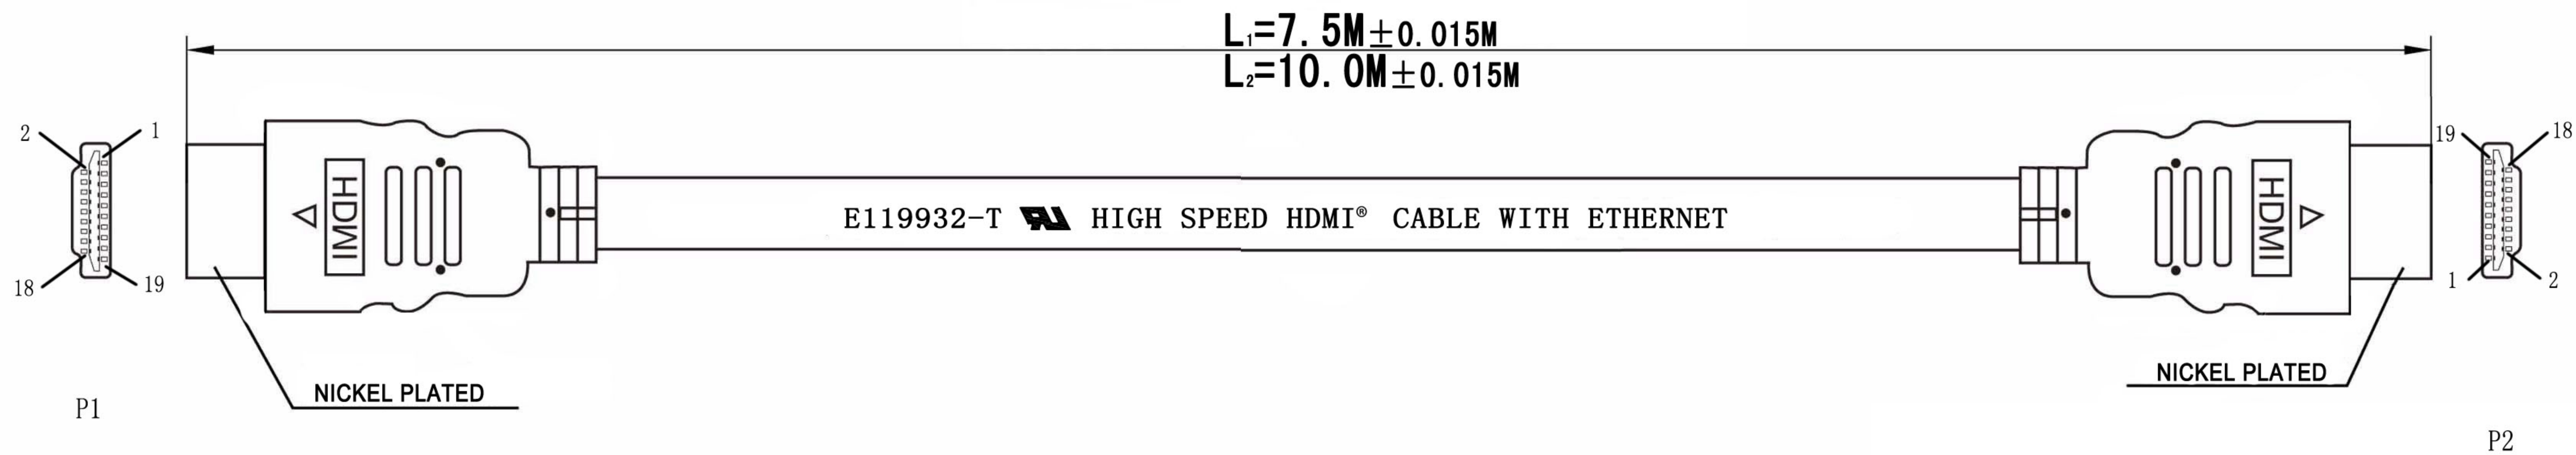 L₁=7.5M±0.015M
L₂=10.0M±0.015M
2
1
18
19
HDMI
E119932-T RU HIGH SPEED HDMI® CABLE WITH ETHERNET
HDMI
19
18
1
2
NICKEL PLATED
NICKEL PLATED
P1
P2